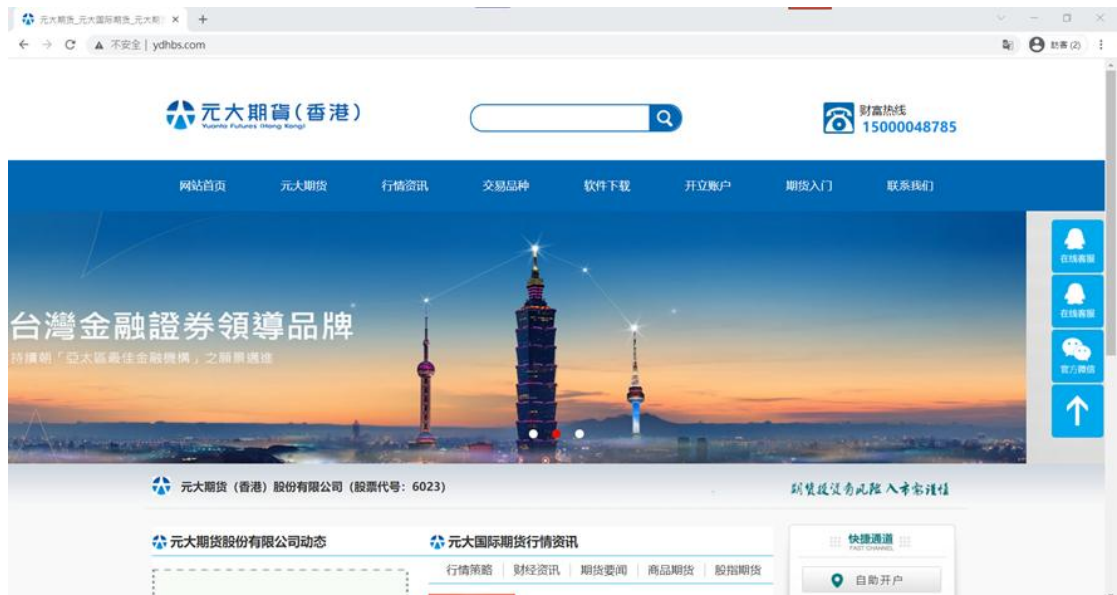 元大期货_元大国际期货_元大期
不安全 | ydhbs.com
訪客 (2)
元大期貨(香港)
Yuanta Futures (Hong Kong)
财富热线
15000048785
网站首页 元大期货 行情资讯 交易品种 软件下载 开立账户 期货入门 联系我们
在线客服
在线客服
官方微信
台灣金融證券領導品牌
持續朝「亞太區最佳金融機構」之願景邁進
元大期货(香港)股份有限公司(股票代号:6023)
期货投资有风险 入市需谨慎
元大期货股份有限公司动态
元大国际期货行情资讯
行情策略 财经资讯 期货要闻 商品期货 股指期货
快捷通道
FAST CHANNEL
自助开户